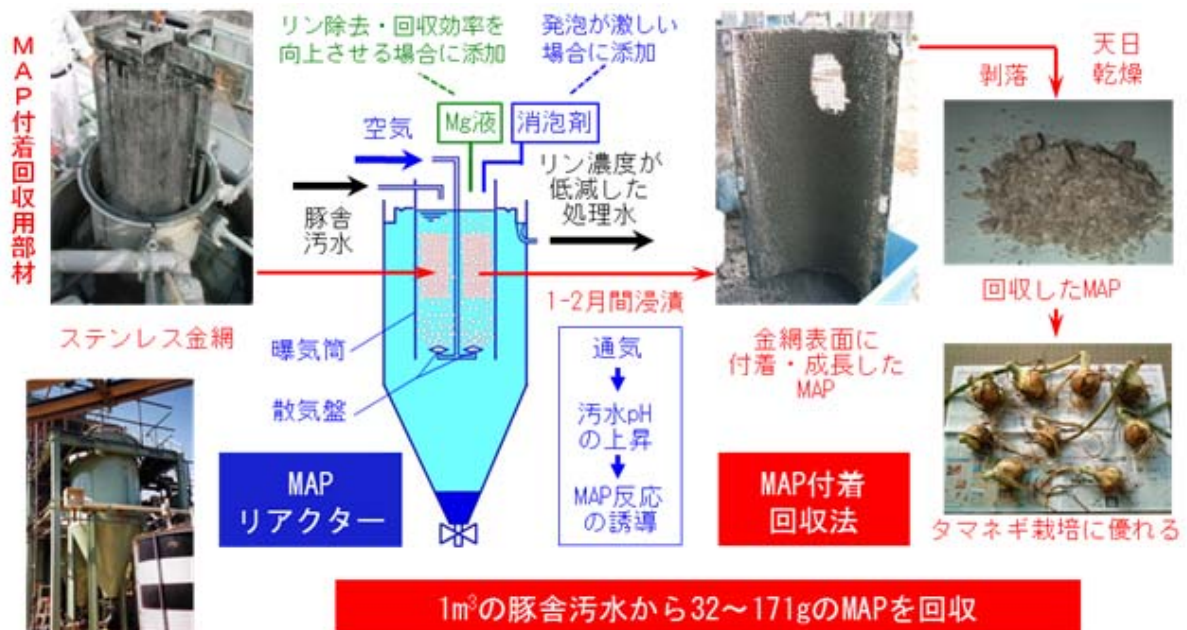 MAP付着回収用部材
リン除去・回収効率を
向上させる場合に添加
発泡が激しい
場合に添加
Mg液
消泡剤
空気
豚舎
汚水
リン濃度が
低減した
処理水
剥落
天日
乾燥
ステンレス金網
1-2月間浸漬
回収したMAP
曝気筒
散気盤
通気
汚水pH
の上昇
MAP反応
の誘導
金網表面に
付着・成長した
MAP
MAP
リアクター
MAP付着
回収法
タマネギ栽培に優れる
1m³の豚舎汚水から32～171gのMAPを回収